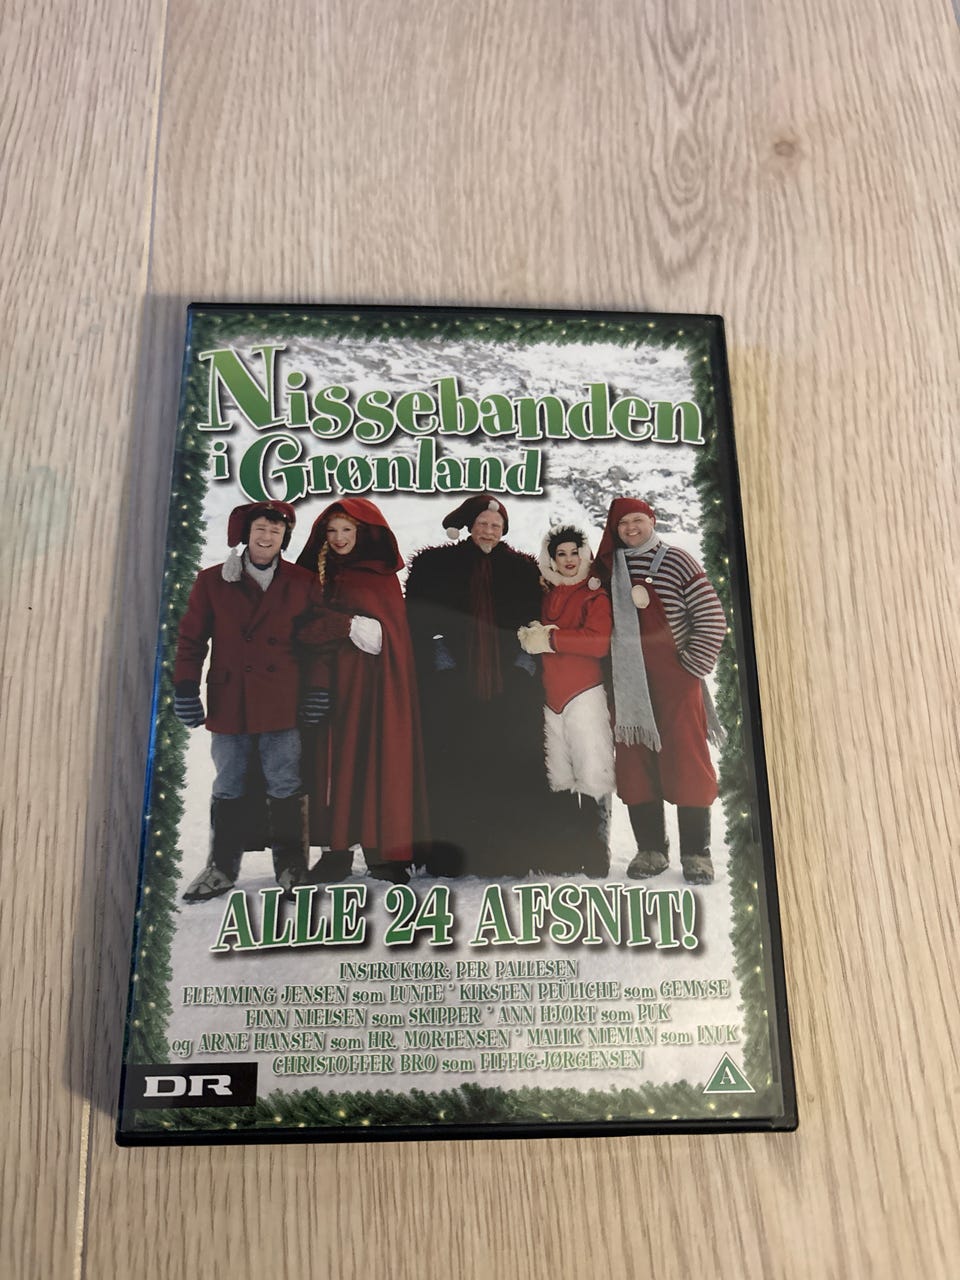 Nissebanden
i Grønland
ALLE 24 AFSNIT!
INSTRUKTØR: PER PALLESEN
FLEMMING JENSEN som LUNTE * KIRSTEN PEÜLICHE som GEMYSE
FINN NIELSEN som SKIPPER * ANN HJORT som PUK
og ARNE HANSEN som HR. MORTENSEN * MALIK NIEMAN som INUK
CHRISTOFFER BRO som FIFFIG-JØRGENSEN
DR
A